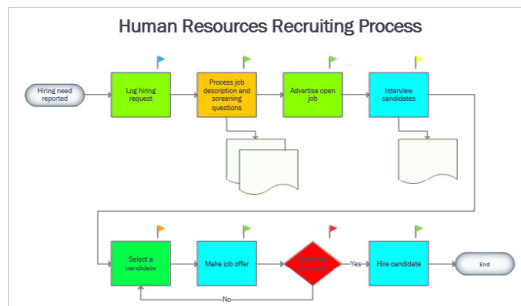 Human Resources Recruiting Process
Hiring need
reported
Log hiring
request
Process job
description and
screening
questions
Advertise open
job
Interview
candidates
Select a
candidate
Make job offer
Yes
Hire candidate
End
No